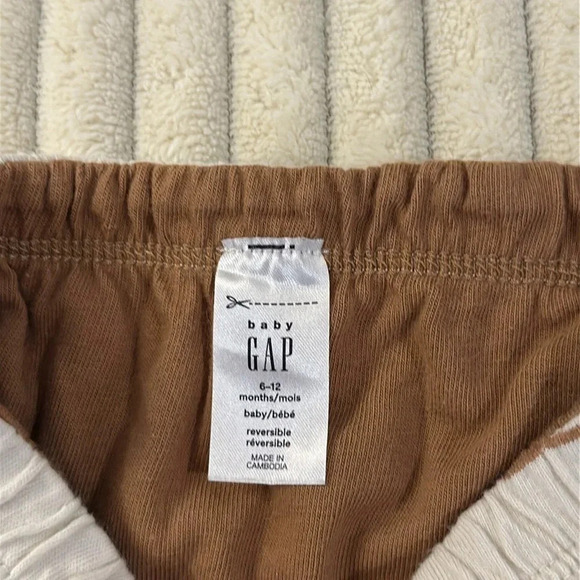 baby
GAP
6–12
months/mois
baby/bébé
reversible
réversible
MADE IN
CAMBODIA